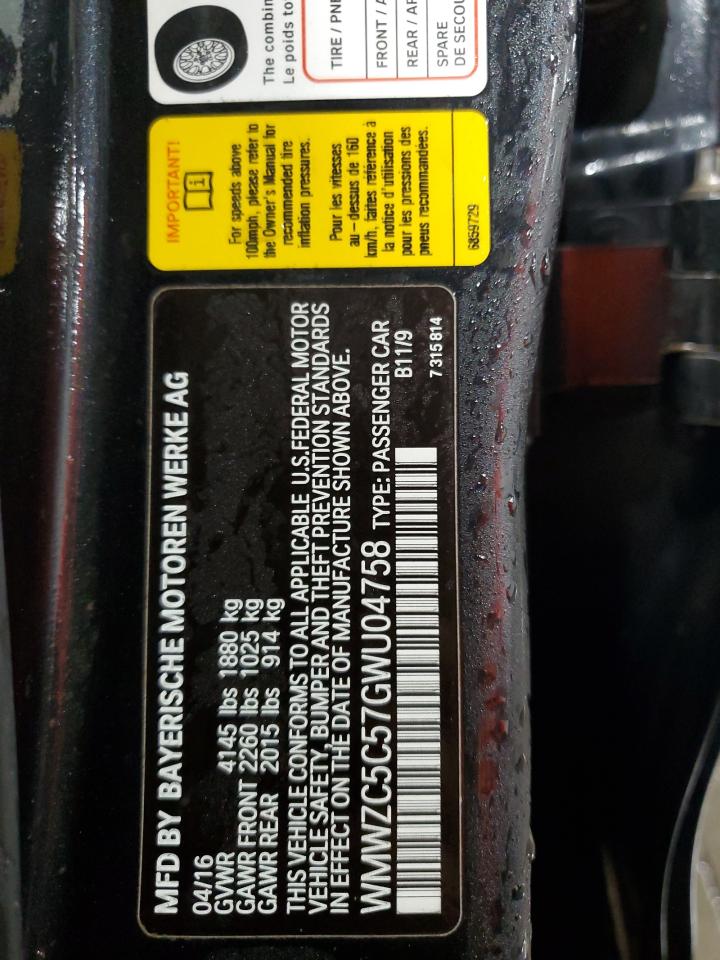 The combin
Le poids to
TIRE / PNE
FRONT / A
REAR / AR
SPARE
DE SECOU
IMPORTANT!
i
For speeds above
100mph, please refer to
the Owner's Manual for
recommended tire
inflation pressures.
Pour les vitesses
au-dessus de 160
km/h, faites référence à
la notice d'utilisation
pour les pressions des
pneus recommandées.
6859729
MFD BY BAYERISCHE MOTOREN WERKE AG
04/16
GVWR 4145 lbs 1880 kg
GAWR FRONT 2260 lbs 1025 kg
GAWR REAR 2015 lbs 914 kg
THIS VEHICLE CONFORMS TO ALL APPLICABLE U.S.FEDERAL MOTOR
VEHICLE SAFETY, BUMPER AND THEFT PREVENTION STANDARDS
IN EFFECT ON THE DATE OF MANUFACTURE SHOWN ABOVE.
WMWZC5C57GWU04758 TYPE: PASSENGER CAR
B11/9
7 315 814